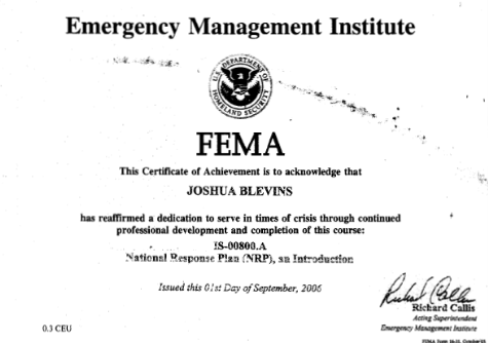 Emergency Management Institute
U.S. DEPARTMENT OF
HOMELAND SECURITY
FEMA
This Certificate of Achievement is to acknowledge that
JOSHUA BLEVINS
has reaffirmed a dedication to serve in times of crisis through continued
professional development and completion of this course:
IS-00800.A
National Response Plan (NRP), an Introduction
Issued this 01st Day of September, 2006
Richard Callis
Richard Callis
Acting Superintendent
Emergency Management Institute
0.3 CEU
FEMA Form